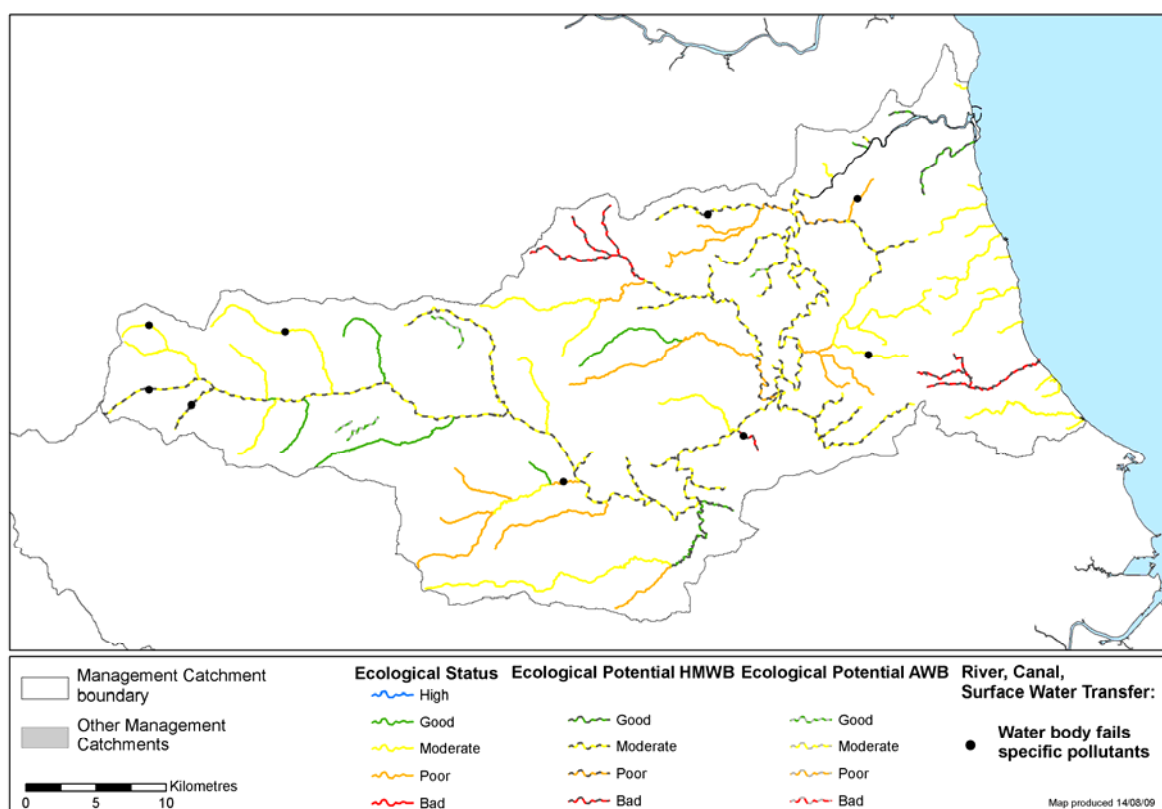 Management Catchment
boundary
Other Management
Catchments
Kilometres
0 5 10
Ecological Status
High
Good
Moderate
Poor
Bad
Ecological Potential HMWB
Good
Moderate
Poor
Bad
Ecological Potential AWB
Good
Moderate
Poor
Bad
River, Canal,
Surface Water Transfer:
Water body fails
specific pollutants
Map produced 14/08/09